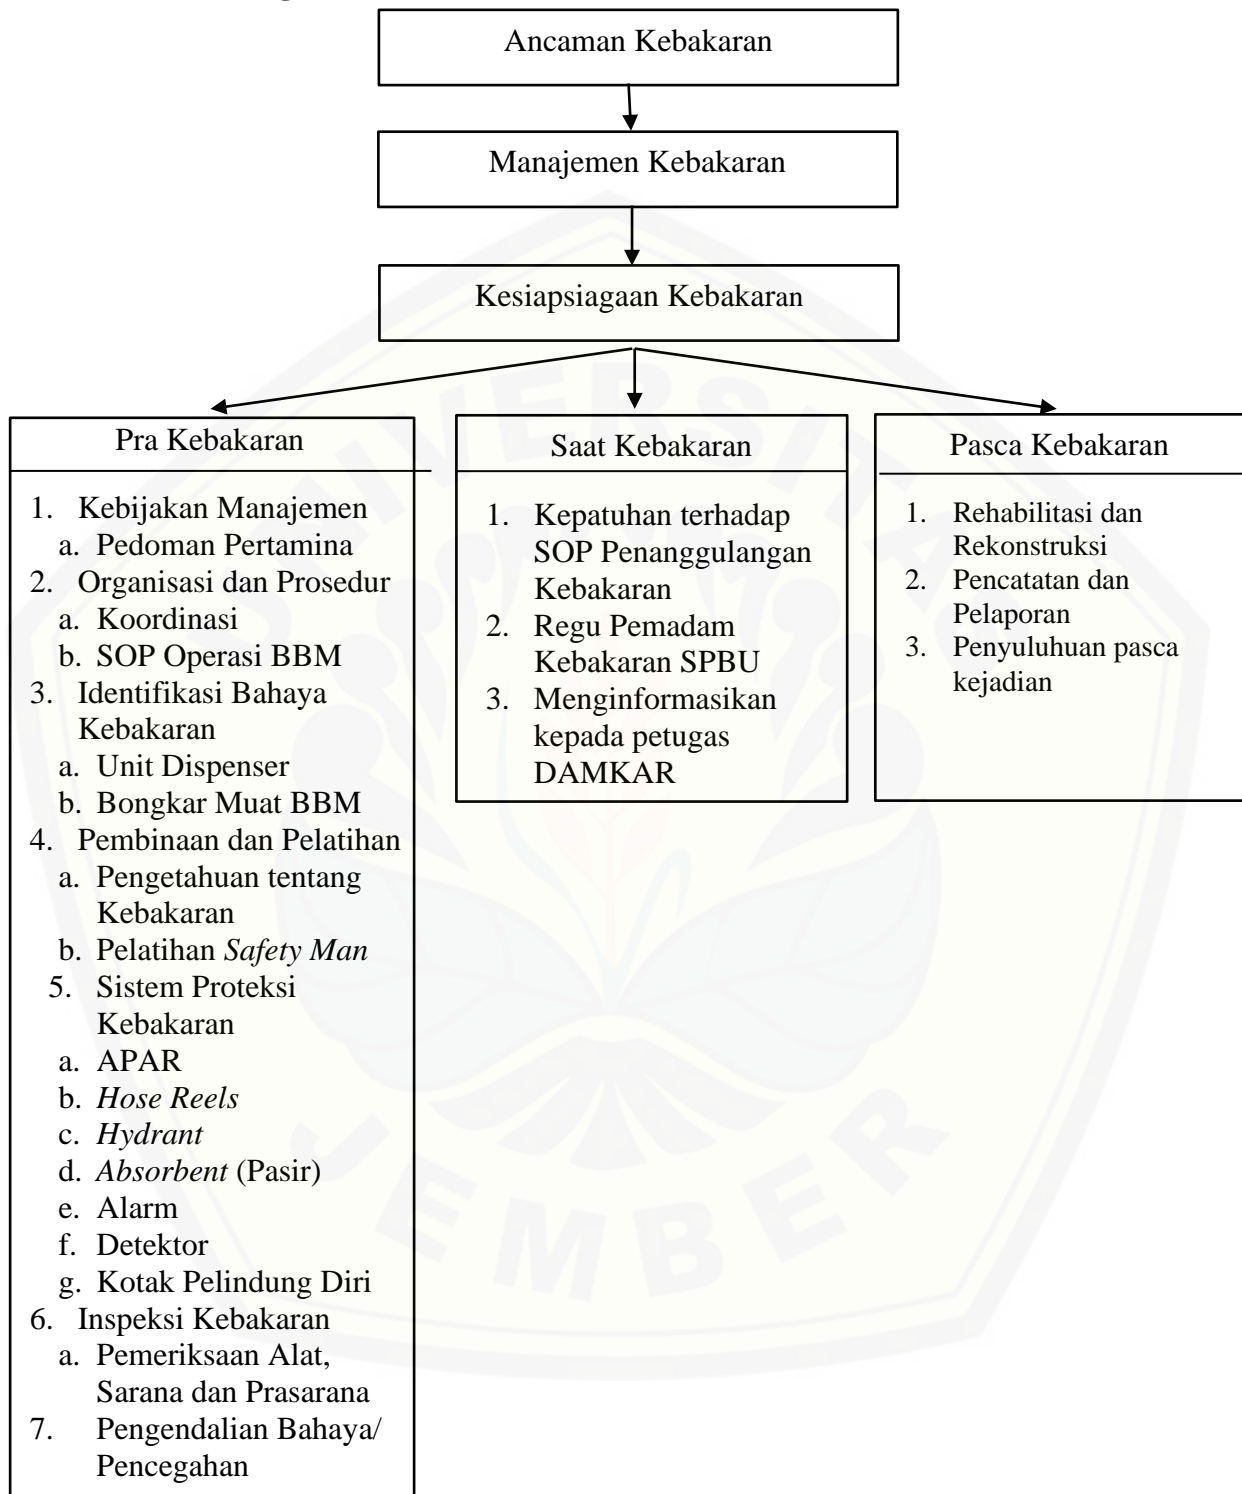 Ancaman Kebakaran
Manajemen Kebakaran
Kesiapsiagaan Kebakaran
Pra Kebakaran
1. Kebijakan Manajemen
a. Pedoman Pertamina
2. Organisasi dan Prosedur
a. Koordinasi
b. SOP Operasi BBM
3. Identifikasi Bahaya
Kebakaran
a. Unit Dispenser
b. Bongkar Muat BBM
4. Pembinaan dan Pelatihan
a. Pengetahuan tentang
Kebakaran
b. Pelatihan Safety Man
5. Sistem Proteksi
Kebakaran
a. APAR
b. Hose Reels
c. Hydrant
d. Absorbent (Pasir)
e. Alarm
f. Detektor
g. Kotak Pelindung Diri
6. Inspeksi Kebakaran
a. Pemeriksaan Alat,
Sarana dan Prasarana
7. Pengendalian Bahaya/
Pencegahan
Saat Kebakaran
1. Kepatuhan terhadap
SOP Penanggulangan
Kebakaran
2. Regu Pemadam
Kebakaran SPBU
3. Menginformasikan
kepada petugas
DAMKAR
Pasca Kebakaran
1. Rehabilitasi dan
Rekonstruksi
2. Pencatatan dan
Pelaporan
3. Penyuluhuan pasca
kejadian
UNIVERSITAS
JEMBER